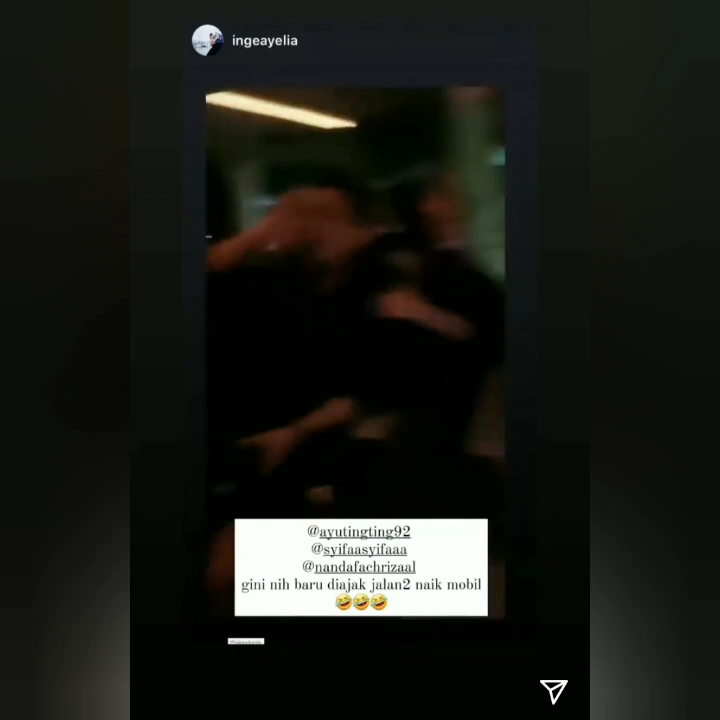 ingeayelia
@ayutingting92
@syifaasyifaaa
@nandafachrizaal
gini nih baru diajak jalan2 naik mobil
🤣🤣🤣